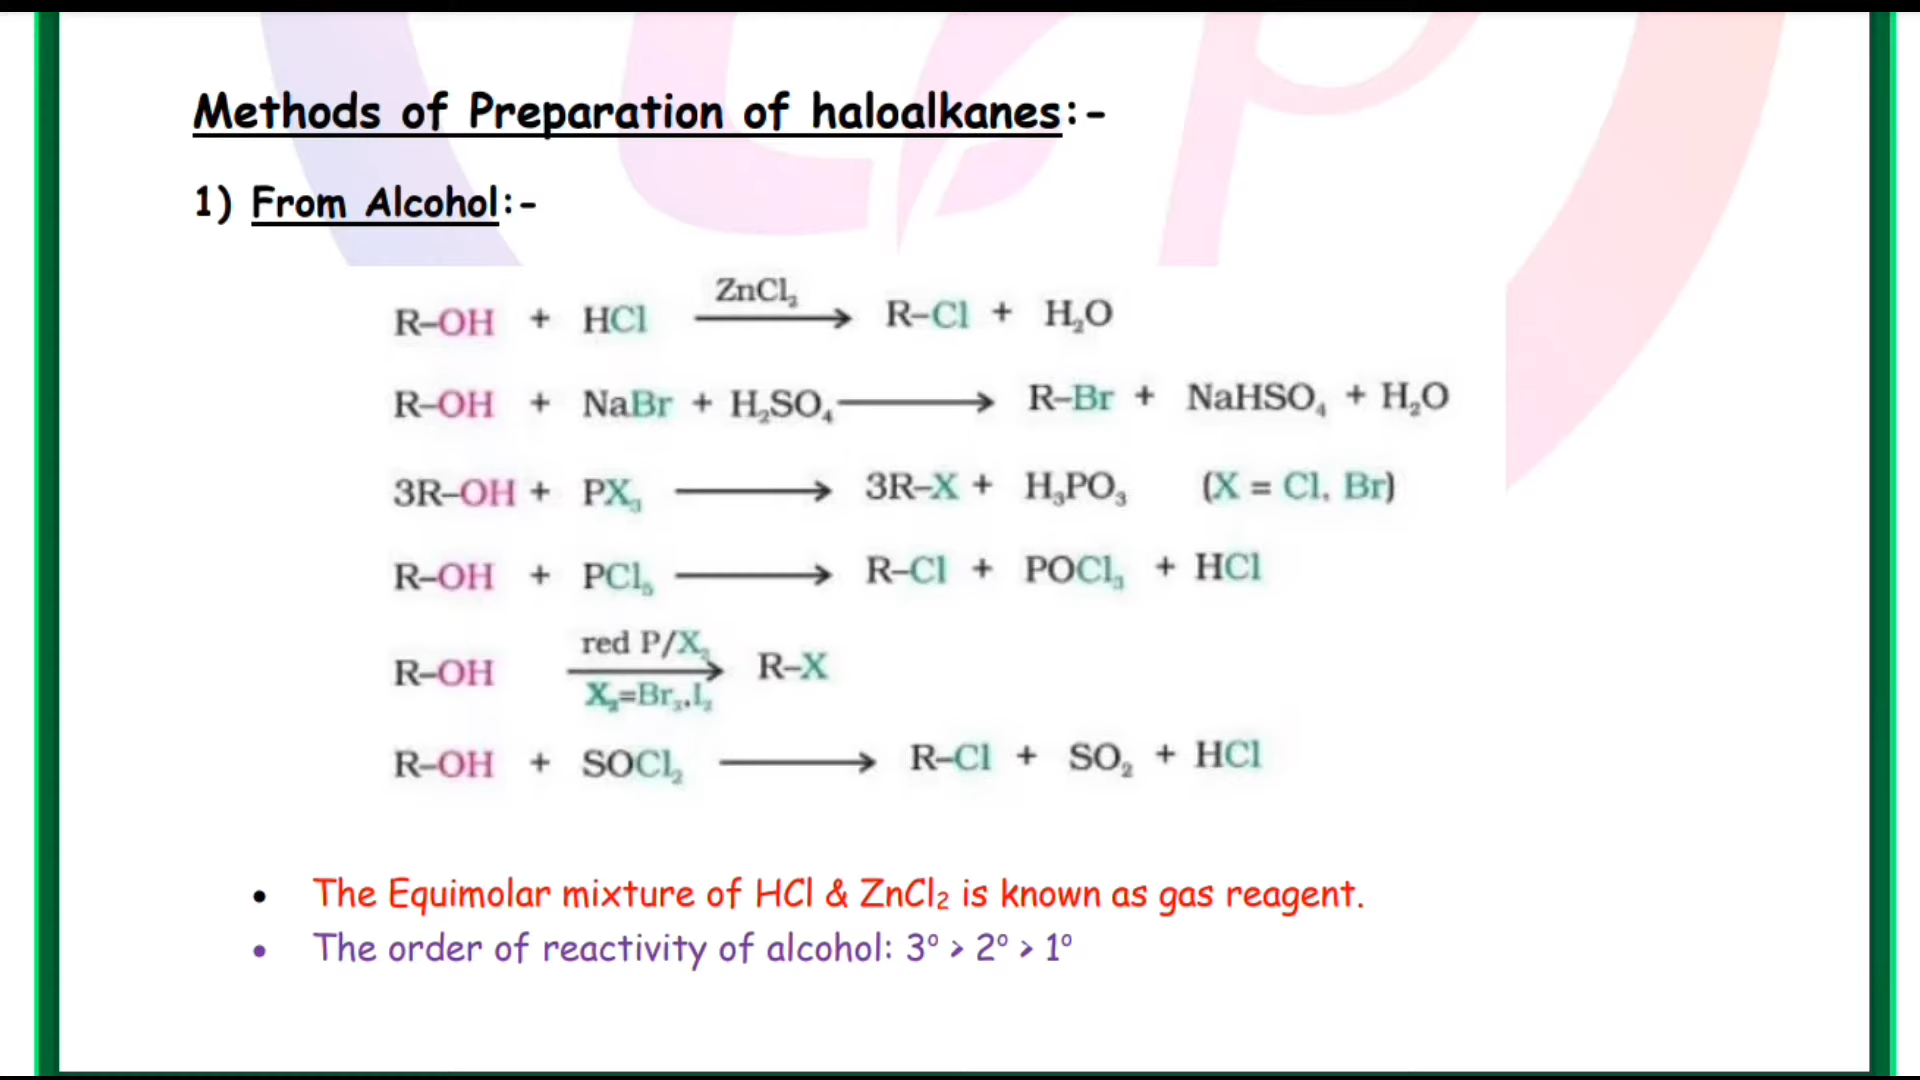 Methods of Preparation of haloalkanes:-
1) From Alcohol:-
R–OH + HCl ZnCl₂ → R–Cl + H₂O
R–OH + NaBr + H₂SO₄ → R–Br + NaHSO₄ + H₂O
3R–OH + PX₃ → 3R–X + H₃PO₃ (X = Cl, Br)
R–OH + PCl₅ → R–Cl + POCl₃ + HCl
R–OH red P/X₂ → X₂=Br₂,I₂ R–X
R–OH + SOCl₂ → R–Cl + SO₂ + HCl
• The Equimolar mixture of HCl & ZnCl₂ is known as gas reagent.
• The order of reactivity of alcohol: 3° > 2° > 1°